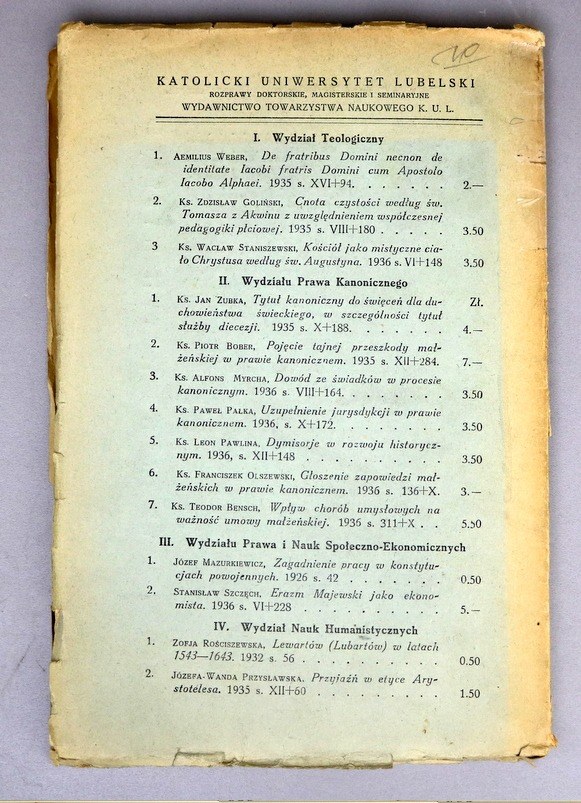 40
KATOLICKI UNIWERSYTET LUBELSKI
ROZPRAWY DOKTORSKIE, MAGISTERSKIE I SEMINARYJNE
WYDAWNICTWO TOWARZYSTWA NAUKOWEGO K. U. L.
I. Wydział Teologiczny
1. AEMILIUS WEBER, De fratribus Domini necnon de
identitate Iacobi fratris Domini cum Apostolo
Iacobo Alphaei. 1935 s. XVI+94. . . . . . . 2.—
2. KS. ZDZISŁAW GOLIŃSKI, Cnota czystości według św.
Tomasza z Akwinu z uwzględnieniem współczesnej
pedagogiki płciowej. 1935 s. VIII+180 . . . . . 3.50
3 KS. WACŁAW STANISZEWSKI, Kościół jako mistyczne cia-
ło Chrystusa według św. Augustyna. 1936 s. VI+148 3.50
II. Wydziału Prawa Kanonicznego
1. KS. JAN ZUBKA, Tytuł kanoniczny do święceń dla du- Zł.
chowieństwa świeckiego, w szczególności tytuł
służby diecezji. 1935 s. X+188. . . . . . . 4.—
2. KS. PIOTR BOBER, Pojęcie tajnej przeszkody mał-
żeńskiej w prawie kanonicznem. 1935 s. XII+284. 7.—
3. KS. ALFONS MYRCHA, Dowód ze świadków w procesie
kanonicznym. 1936 s. VIII+164. . . . . . . . 3.50
4. KS. PAWEŁ PAŁKA, Uzupełnienie jurysdykcji w prawie
kanonicznem. 1936, s. X+172. . . . . . . . 3.50
5. KS. LEON PAWLINA, Dymisorje w rozwoju historycz-
nym. 1936, s. XII+148 . . . . . . . . . . 3.50
6. KS. FRANCISZEK OLSZEWSKI, Głoszenie zapowiedzi mał-
żeńskich w prawie kanonicznem. 1936 s. 136+X. 3.—
7. KS. TEODOR BENSCH, Wpływ chorób umysłowych na
ważność umowy małżeńskiej. 1936 s. 311+X . . 5.50
III. Wydziału Prawa i Nauk Społeczno-Ekonomicznych
1. JÓZEF MAZURKIEWICZ, Zagadnienie pracy w konstytu-
cjach powojennych. 1926 s. 42 . . . . . . . 0.50
2. STANISŁAW SZCZĘCH, Erazm Majewski jako ekono-
mista. 1936 s. VI+228 . . . . . . . . . . 5.—
IV. Wydział Nauk Humanistycznych
1. ZOFJA ROŚCISZEWSKA, Lewartów (Lubartów) w latach
1543—1643. 1932 s. 56 . . . . . . . . . . 0.50
2. JÓZEFA-WANDA PRZYSŁAWSKA, Przyjaźń w etyce Ary-
stotelesa. 1935 s. XII+60 . . . . . . . . . 1.50